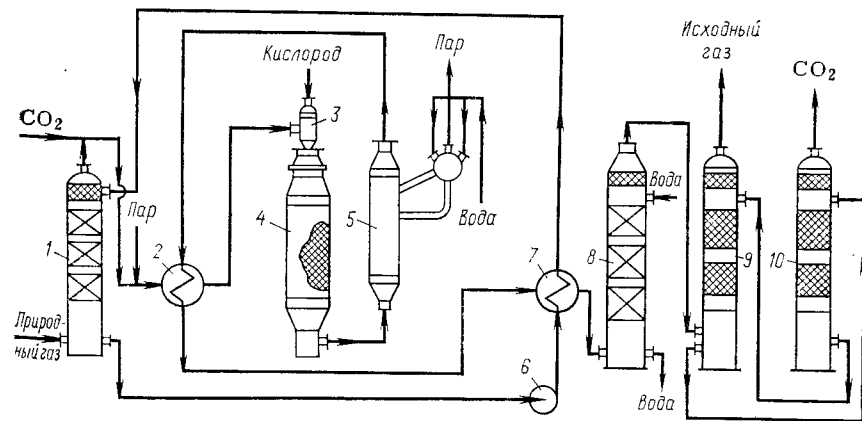 Исходный
газ
CO₂
Пар
Кислород
CO₂
3
Пар
Вода
Вода
1
2
4
5
7
8
9
10
Природ-
ный газ
6
Вода